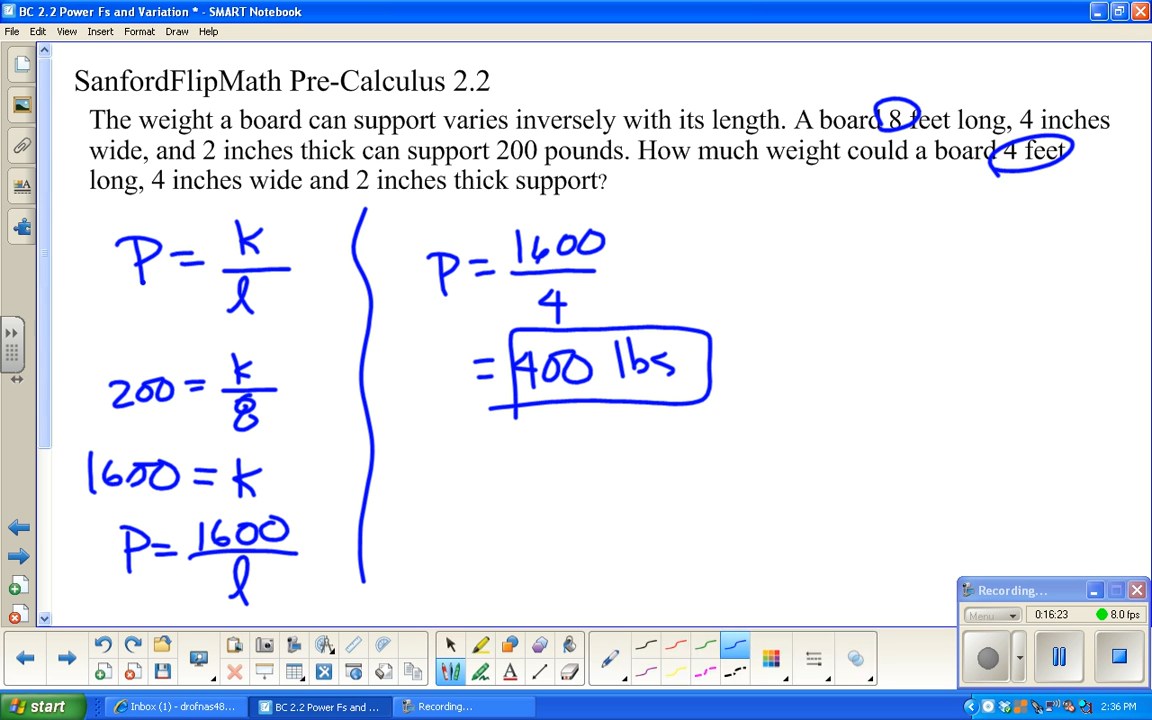 BC 2.2 Power Fs and Variation * - SMART Notebook
File Edit View Insert Format Draw Help
SanfordFlipMath Pre-Calculus 2.2
The weight a board can support varies inversely with its length. A board 8 feet long, 4 inches
wide, and 2 inches thick can support 200 pounds. How much weight could a board 4 feet
long, 4 inches wide and 2 inches thick support?
P = k
l
200 = k
8
1600 = k
P = 1600
l
P = 1600
4
= 400 lbs
Recording...
Menu
0:16:23
8.0 fps
start
Inbox (1) - drofnas48...
BC 2.2 Power Fs and ...
Recording...
2:36 PM